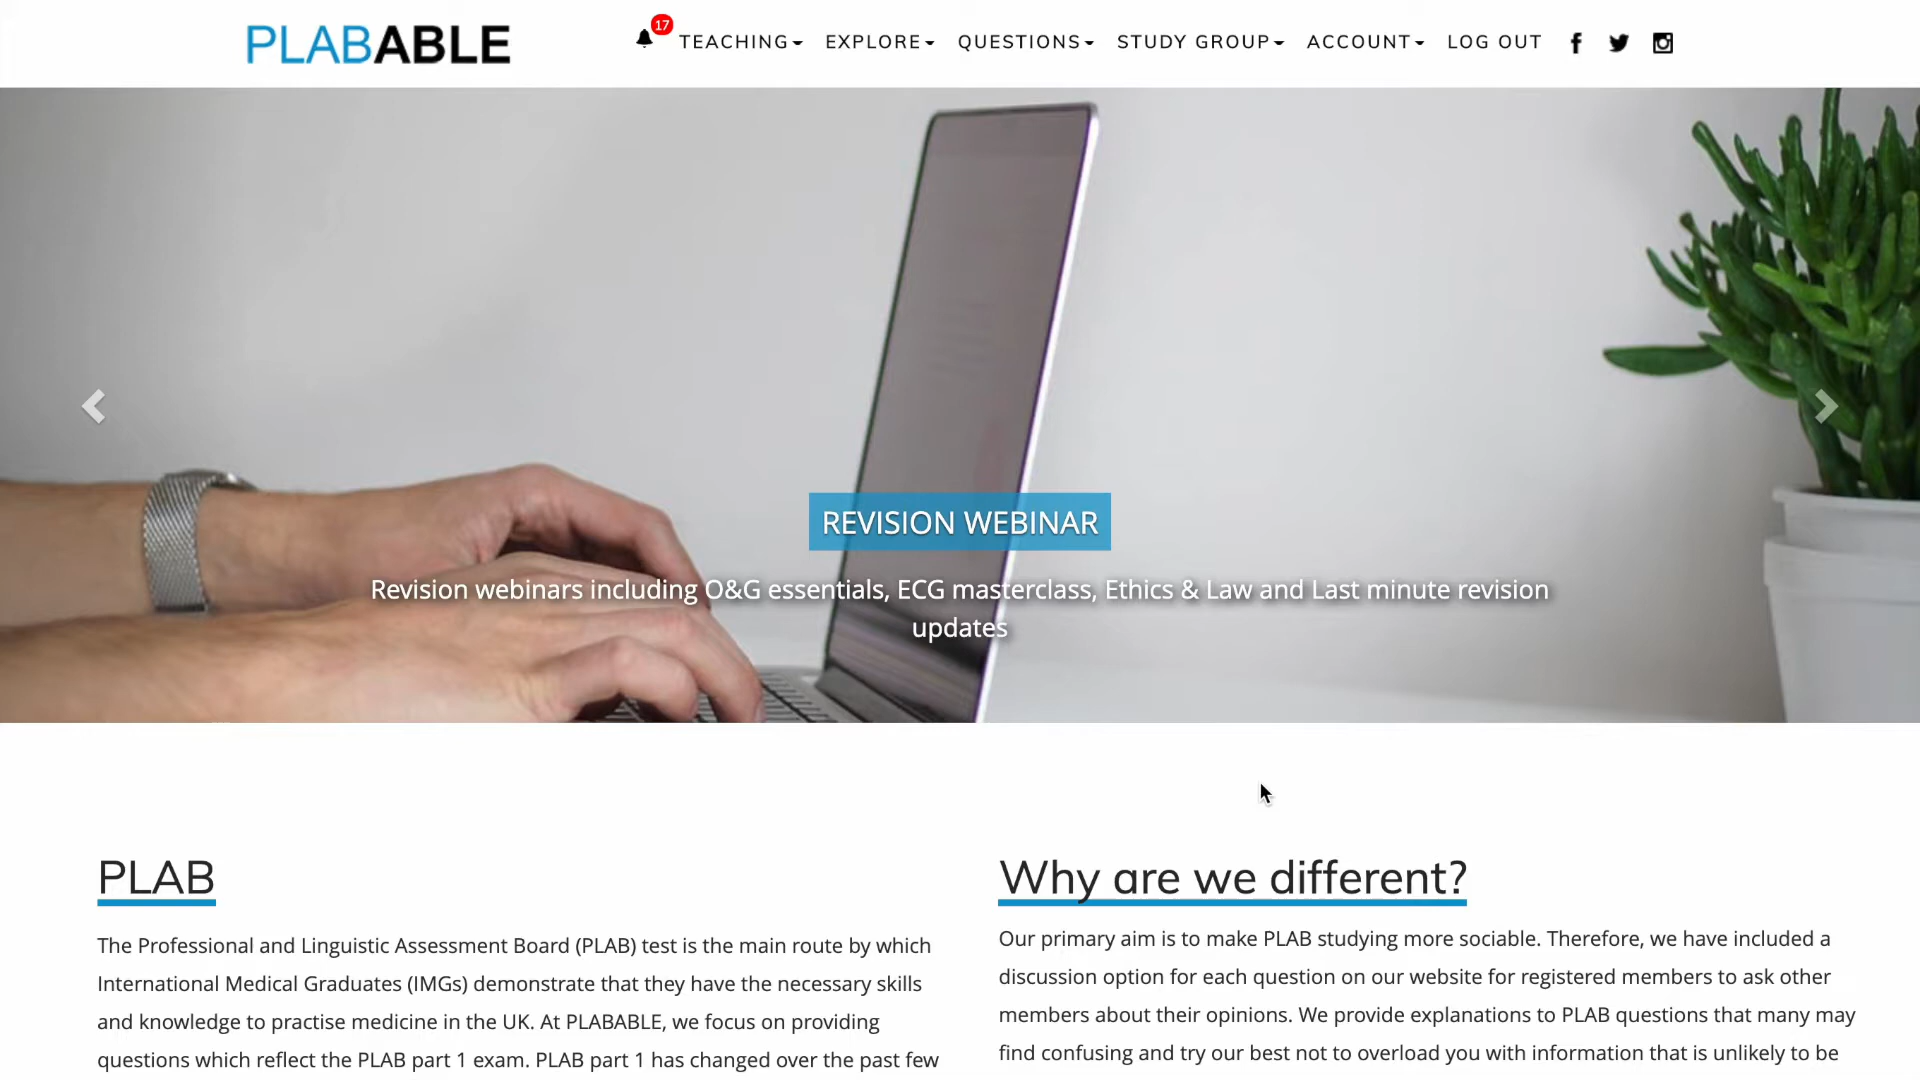 PLABABLE
17
TEACHING EXPLORE QUESTIONS STUDY GROUP ACCOUNT LOG OUT
REVISION WEBINAR
Revision webinars including O&G essentials, ECG masterclass, Ethics & Law and Last minute revision
updates
PLAB
The Professional and Linguistic Assessment Board (PLAB) test is the main route by which
International Medical Graduates (IMGs) demonstrate that they have the necessary skills
and knowledge to practise medicine in the UK. At PLABABLE, we focus on providing
questions which reflect the PLAB part 1 exam. PLAB part 1 has changed over the past few
Why are we different?
Our primary aim is to make PLAB studying more sociable. Therefore, we have included a
discussion option for each question on our website for registered members to ask other
members about their opinions. We provide explanations to PLAB questions that many may
find confusing and try our best not to overload you with information that is unlikely to be